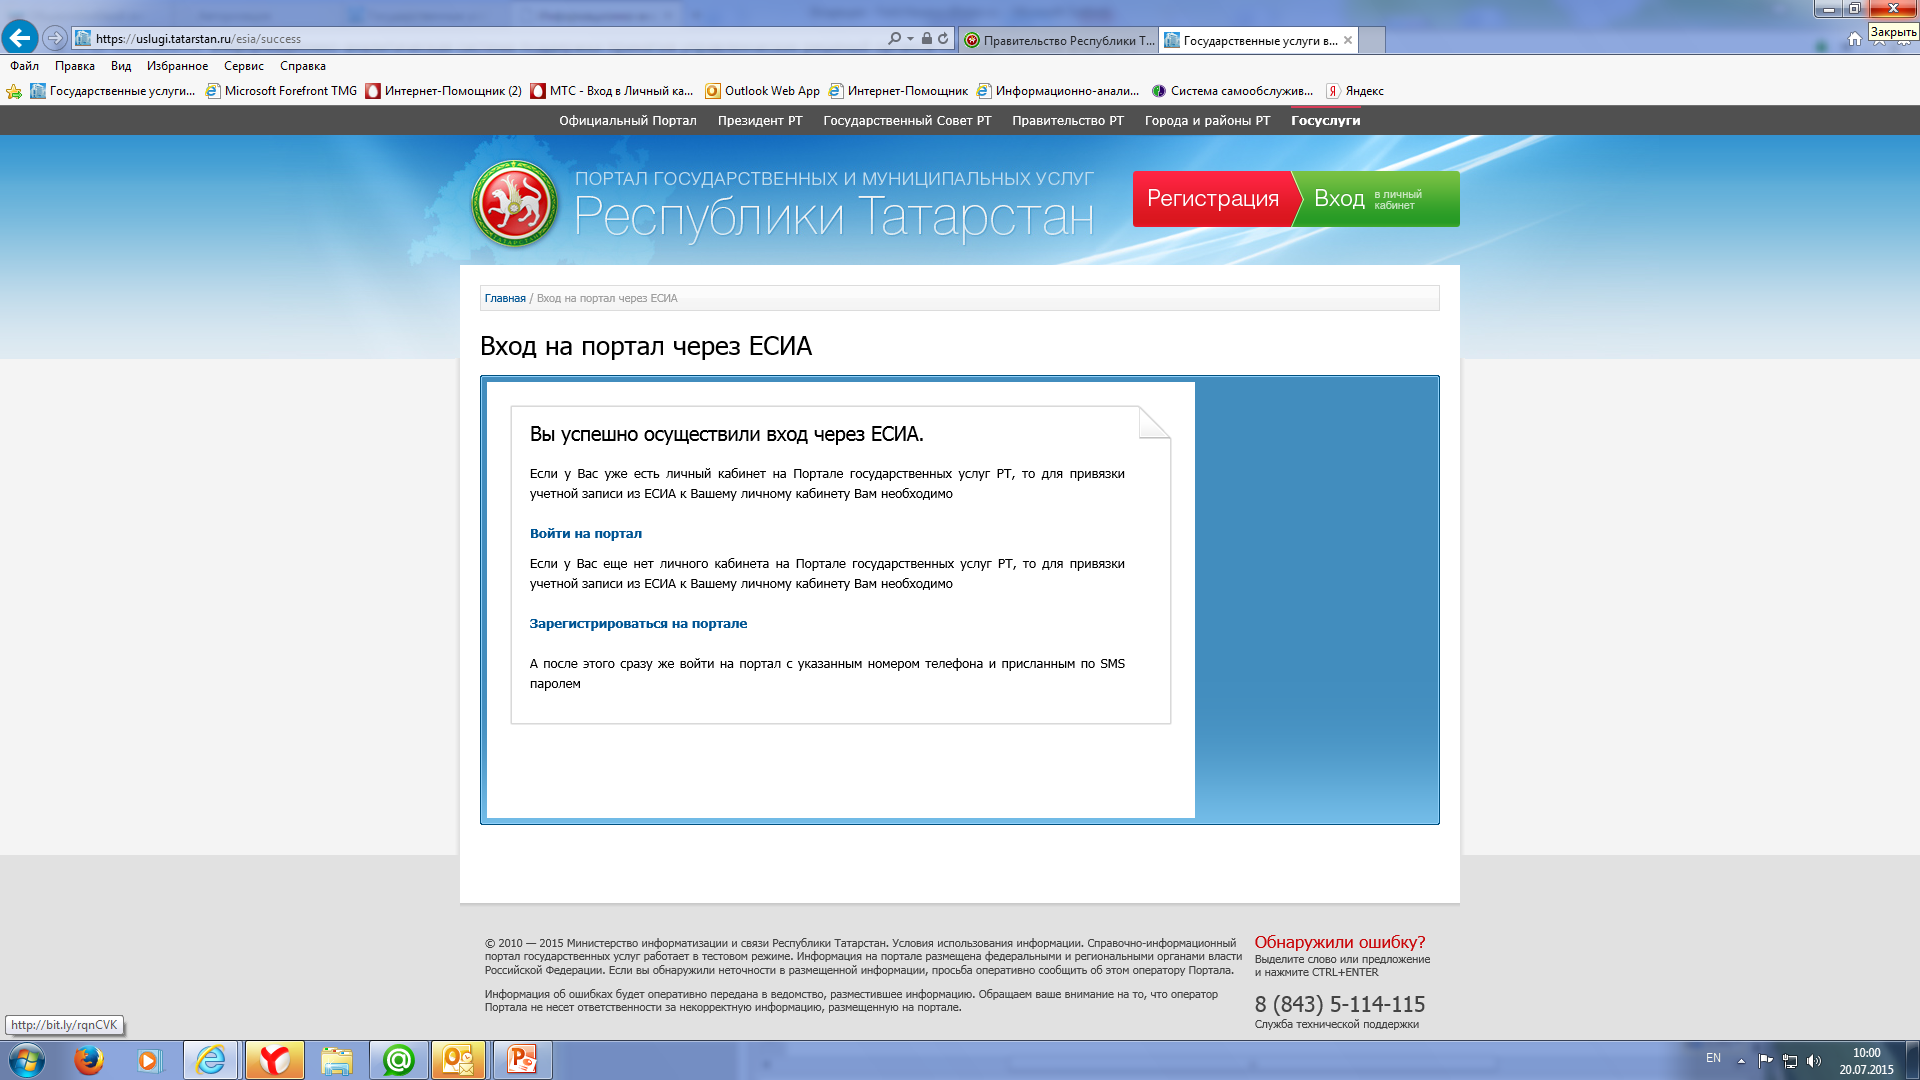 https://uslugi.tatarstan.ru/esia/success
Правительство Республики Т...
Государственные услуги в...
Закрыть
Файл Правка Вид Избранное Сервис Справка
Государственные услуги... Microsoft Forefront TMG Интернет-Помощник (2) МТС - Вход в Личный ка... Outlook Web App Интернет-Помощник Информационно-анали... Система самообслужив... Яндекс
Официальный Портал Президент РТ Государственный Совет РТ Правительство РТ Города и районы РТ Госуслуги
ПОРТАЛ ГОСУДАРСТВЕННЫХ И МУНИЦИПАЛЬНЫХ УСЛУГ
Республики Татарстан
Регистрация
Вход в личный кабинет
Главная / Вход на портал через ЕСИА
Вход на портал через ЕСИА
Вы успешно осуществили вход через ЕСИА.
Если у Вас уже есть личный кабинет на Портале государственных услуг РТ, то для привязки
учетной записи из ЕСИА к Вашему личному кабинету Вам необходимо
Войти на портал
Если у Вас еще нет личного кабинета на Портале государственных услуг РТ, то для привязки
учетной записи из ЕСИА к Вашему личному кабинету Вам необходимо
Зарегистрироваться на портале
А после этого сразу же войти на портал с указанным номером телефона и присланным по SMS
паролем
© 2010 — 2015 Министерство информатизации и связи Республики Татарстан. Условия использования информации. Справочно-информационный
портал государственных услуг работает в тестовом режиме. Информация на портале размещена федеральными и региональными органами власти
Российской Федерации. Если вы обнаружили неточности в размещенной информации, просьба оперативно сообщить об этом оператору Портала.
Информация об ошибках будет оперативно передана в ведомство, разместившее информацию. Обращаем ваше внимание на то, что оператор
Портала не несет ответственности за некорректную информацию, размещенную на портале.
Обнаружили ошибку?
Выделите слово или предложение
и нажмите CTRL+ENTER
8 (843) 5-114-115
Служба технической поддержки
http://bit.ly/rqnCVK
EN
10:00
20.07.2015